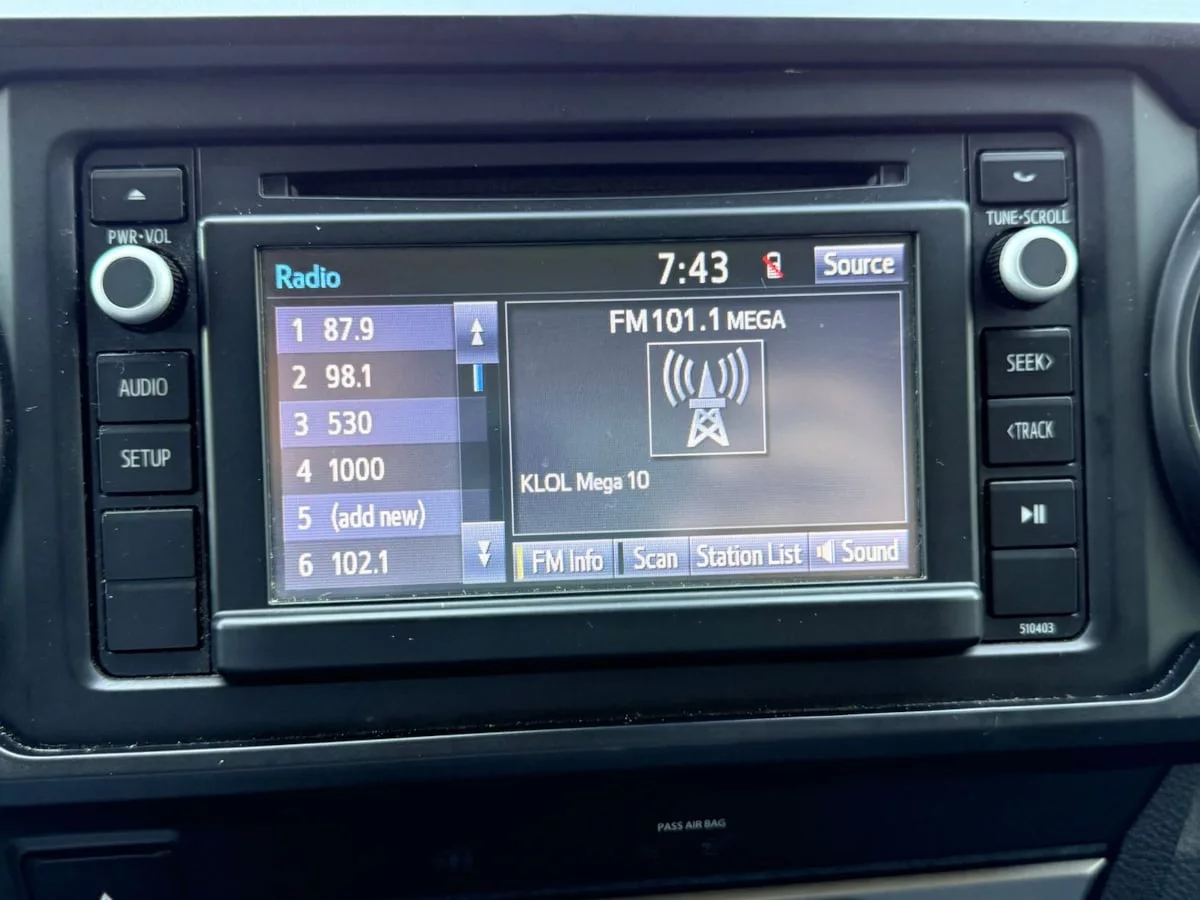 PWR•VOL
AUDIO
SETUP
Radio
7:43
Source
1 87.9
2 98.1
3 530
4 1000
5 (add new)
6 102.1
FM101.1 MEGA
KLOL Mega 10
FM Info
Scan
Station List
Sound
TUNE•SCROLL
SEEK>
<TRACK
510403
PASS AIR BAG